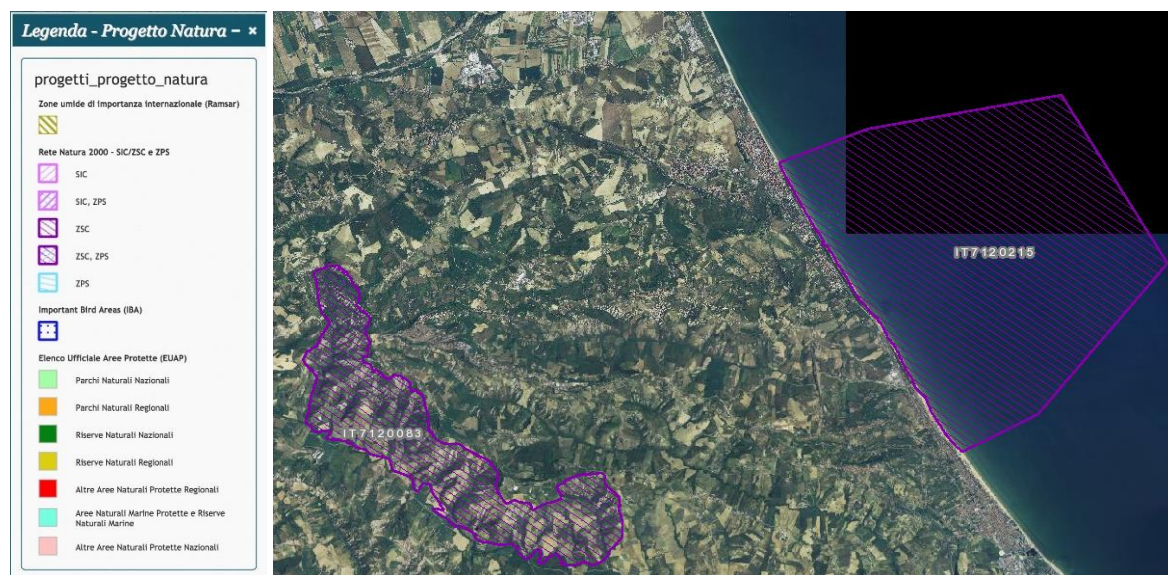 Legenda - Progetto Natura − ×
progetti_progetto_natura
Zone umide di importanza internazionale (Ramsar)
Rete Natura 2000 - SIC/ZSC e ZPS
SIC
SIC, ZPS
ZSC
ZSC, ZPS
ZPS
Important Bird Areas (IBA)
Elenco Ufficiale Aree Protette (EUAP)
Parchi Naturali Nazionali
Parchi Naturali Regionali
Riserve Naturali Nazionali
Riserve Naturali Regionali
Altre Aree Naturali Protette Regionali
Aree Naturali Marine Protette e Riserve
Naturali Marine
Altre Aree Naturali Protette Nazionali
IT7120215
IT7120083